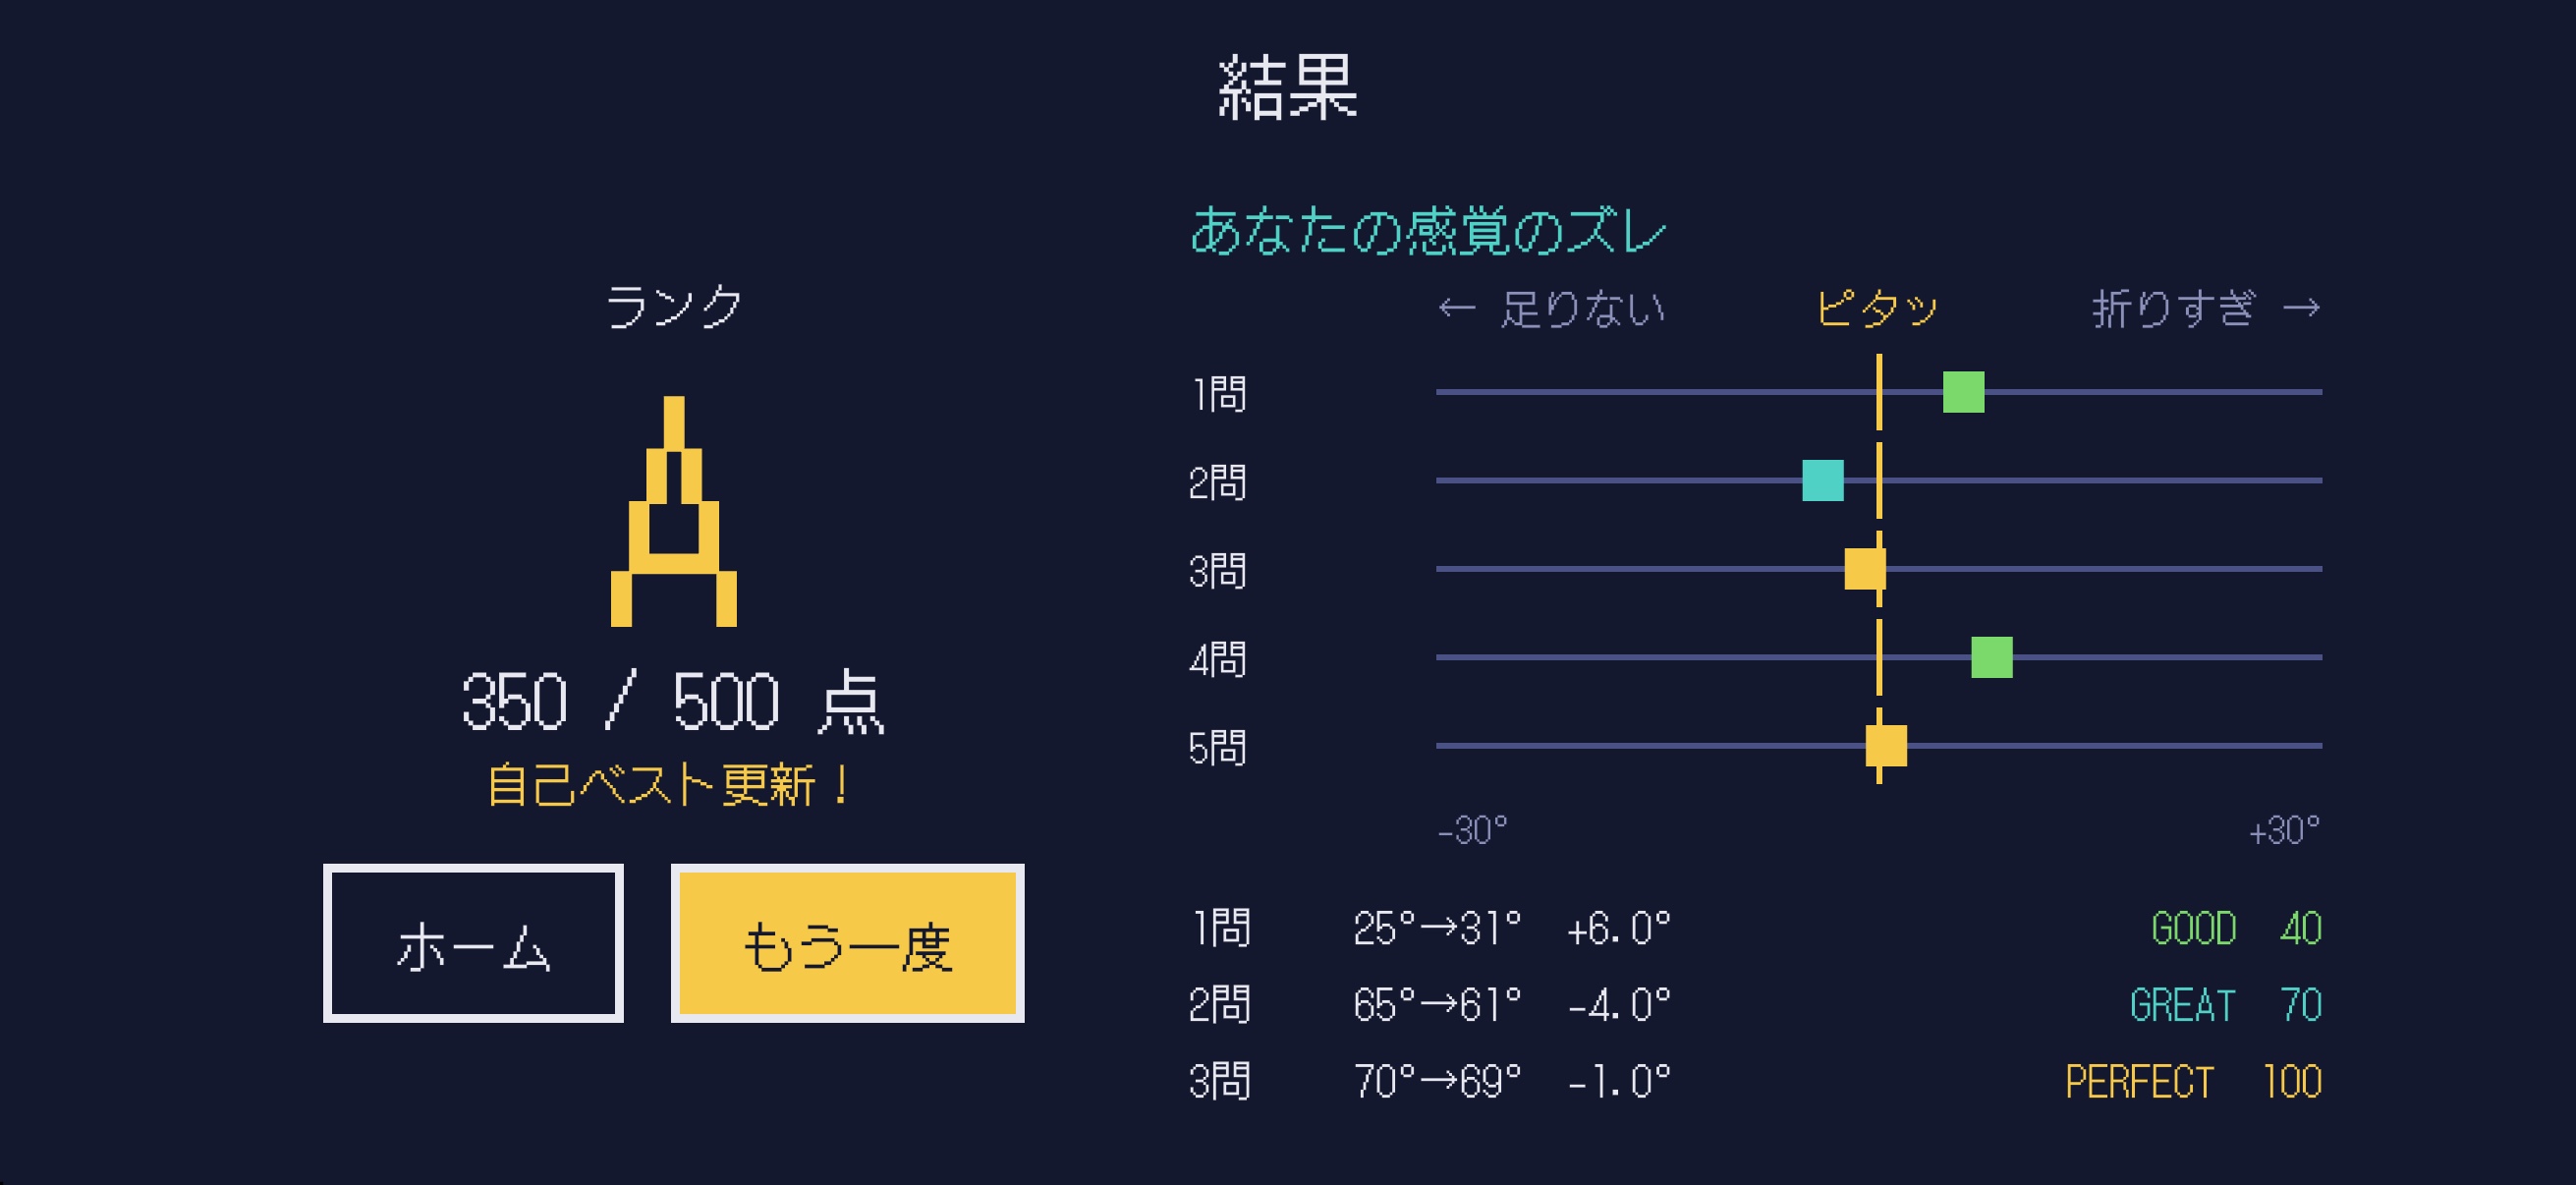 結果
ランク
A
350 / 500 点
自己ベスト更新！
ホーム
もう一度
あなたの感覚のズレ
← 足りない ピタッ 折りすぎ →
1問
2問
3問
4問
5問
-30° +30°
1問 25°→31° +6.0° GOOD 40
2問 65°→61° -4.0° GREAT 70
3問 70°→69° -1.0° PERFECT 100